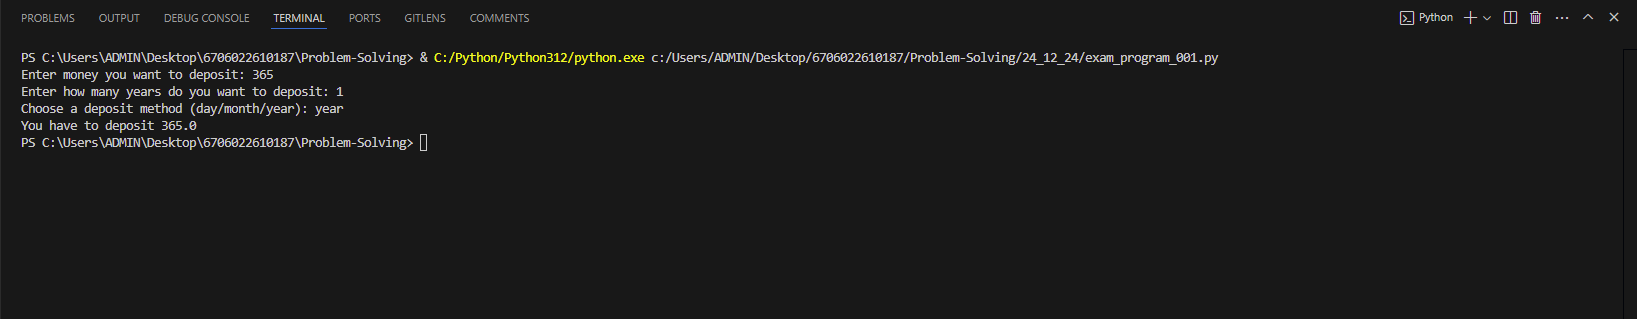 PROBLEMS OUTPUT DEBUG CONSOLE TERMINAL PORTS GITLENS COMMENTS Python
PS C:\Users\ADMIN\Desktop\6706022610187\Problem-Solving> & C:/Python/Python312/python.exe c:/Users/ADMIN/Desktop/6706022610187/Problem-Solving/24_12_24/exam_program_001.py
Enter money you want to deposit: 365
Enter how many years do you want to deposit: 1
Choose a deposit method (day/month/year): year
You have to deposit 365.0
PS C:\Users\ADMIN\Desktop\6706022610187\Problem-Solving>